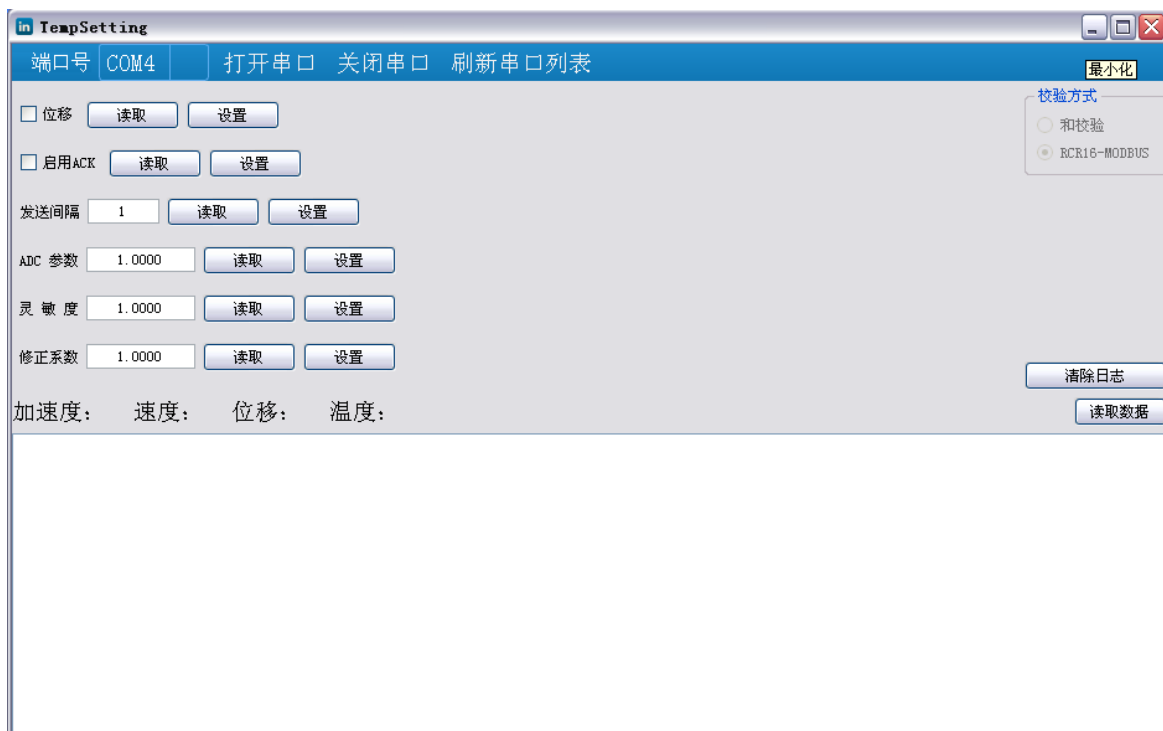 in TempSetting
端口号 COM4 打开串口 关闭串口 刷新串口列表
最小化
校验方式
位移 读取 设置
和校验
RCR16-MODBUS
启用ACK 读取 设置
发送间隔 1 读取 设置
ADC 参数 1.0000 读取 设置
灵 敏 度 1.0000 读取 设置
修正系数 1.0000 读取 设置
清除日志
加速度: 速度: 位移: 温度:
读取数据